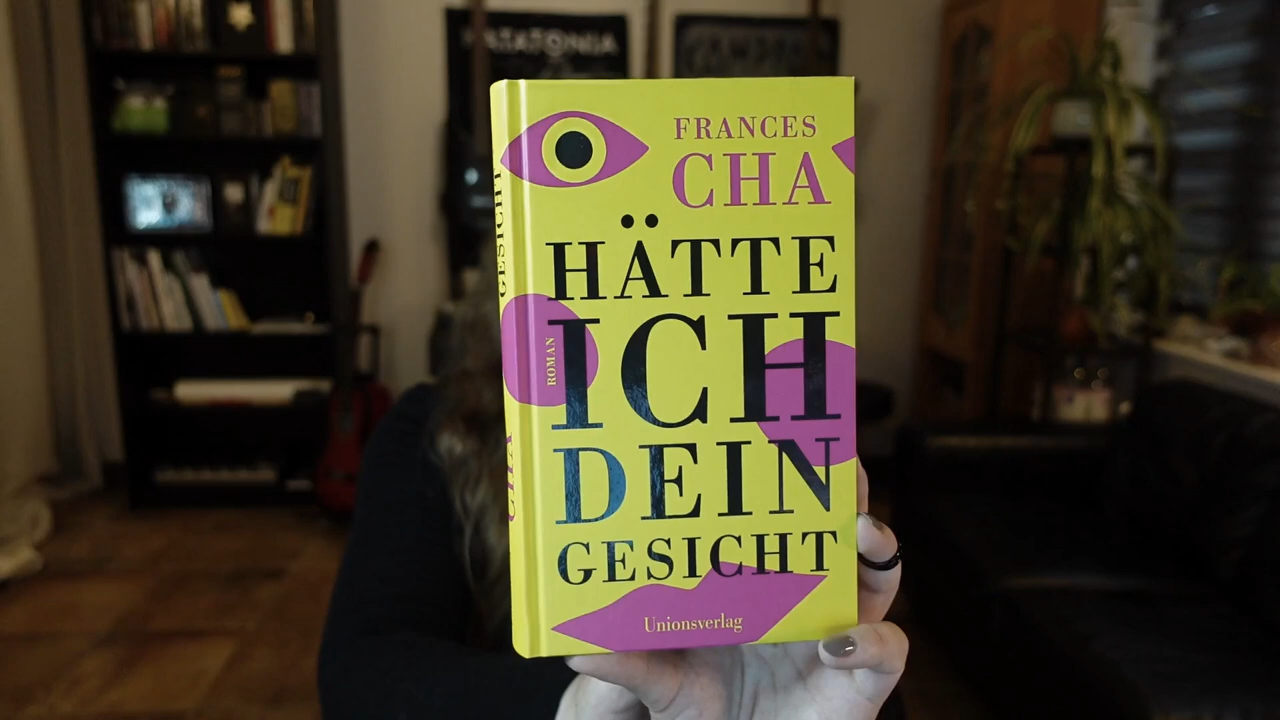 KATATONIA
FRANCES
CHA
HÄTTE
ICH
DEIN
GESICHT
ROMAN
Unionsverlag
GESICHT
CHA